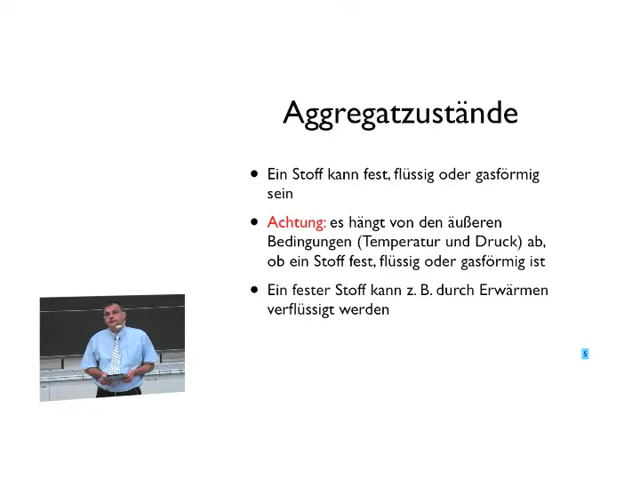 Aggregatzustände
• Ein Stoff kann fest, flüssig oder gasförmig
sein
• Achtung: es hängt von den äußeren
Bedingungen (Temperatur und Druck) ab,
ob ein Stoff fest, flüssig oder gasförmig ist
• Ein fester Stoff kann z. B. durch Erwärmen
verflüssigt werden
5